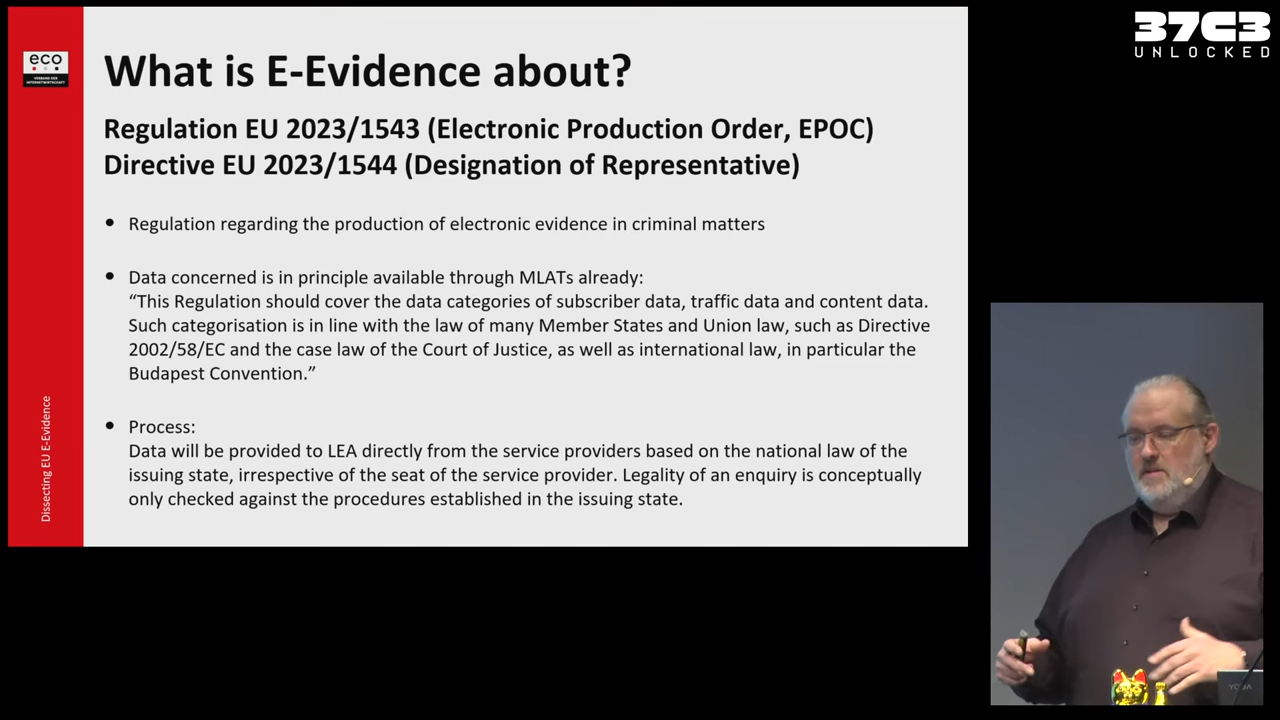 eco
VERBAND DER
INTERNETWIRTSCHAFT
What is E-Evidence about?
Regulation EU 2023/1543 (Electronic Production Order, EPOC)
Directive EU 2023/1544 (Designation of Representative)
• Regulation regarding the production of electronic evidence in criminal matters
• Data concerned is in principle available through MLATs already:
“This Regulation should cover the data categories of subscriber data, traffic data and content data.
Such categorisation is in line with the law of many Member States and Union law, such as Directive
2002/58/EC and the case law of the Court of Justice, as well as international law, in particular the
Budapest Convention.”
• Process:
Data will be provided to LEA directly from the service providers based on the national law of the
issuing state, irrespective of the seat of the service provider. Legality of an enquiry is conceptually
only checked against the procedures established in the issuing state.
Dissecting EU E-Evidence
37C3
UNLOCKED
YOGA